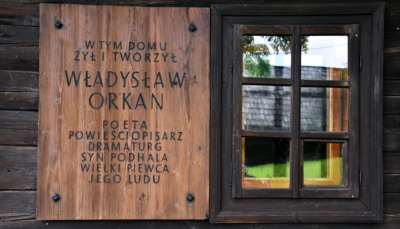 W TYM DOMU
ŻYŁ I TWORZYŁ
WŁADYSŁAW
ORKAN
POETA
POWIEŚCIOPISARZ
DRAMATURG
SYN PODHALA
WIELKI PIEWCA
JEGO LUDU